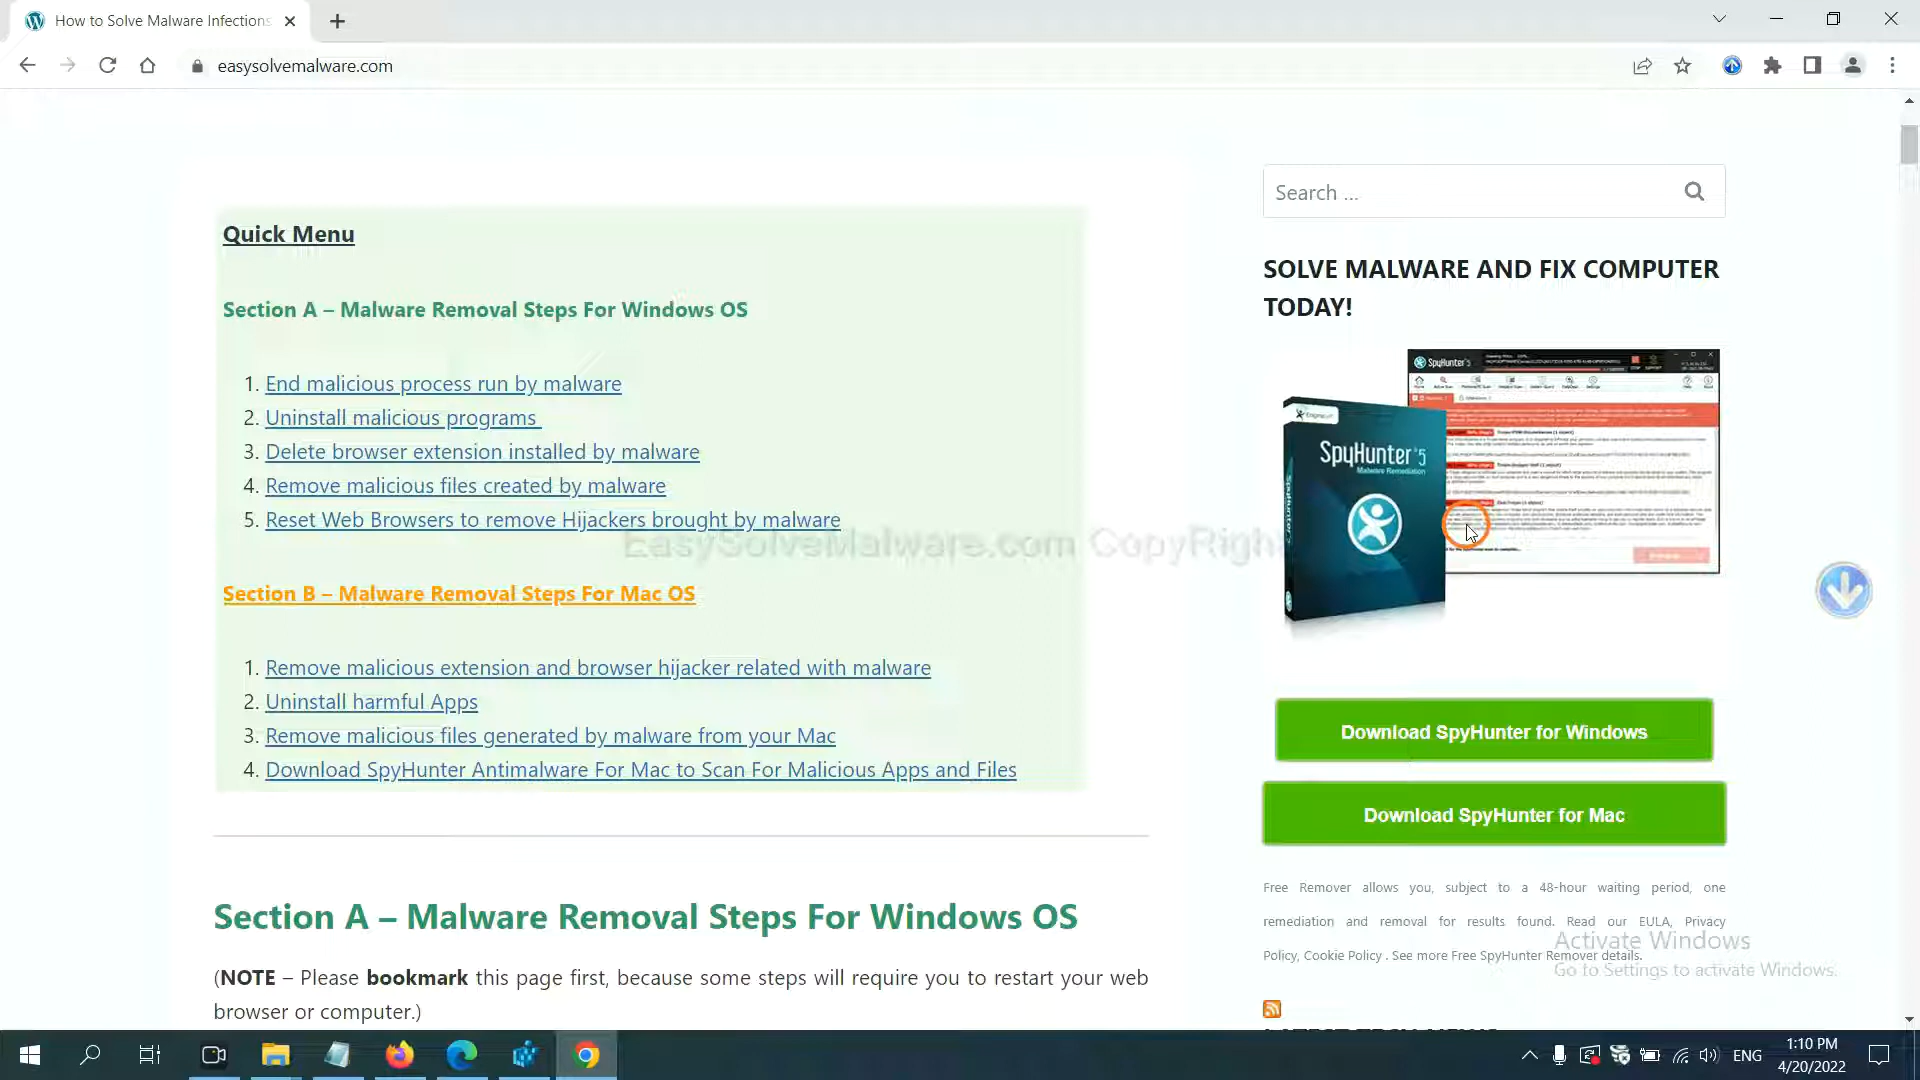 How to Solve Malware Infections
easysolvemalware.com
Search ...
Quick Menu
Section A – Malware Removal Steps For Windows OS
1. End malicious process run by malware
2. Uninstall malicious programs
3. Delete browser extension installed by malware
4. Remove malicious files created by malware
5. Reset Web Browsers to remove Hijackers brought by malware
EasySolveMalware.com CopyRigh
Section B – Malware Removal Steps For Mac OS
1. Remove malicious extension and browser hijacker related with malware
2. Uninstall harmful Apps
3. Remove malicious files generated by malware from your Mac
4. Download SpyHunter Antimalware For Mac to Scan For Malicious Apps and Files
Section A – Malware Removal Steps For Windows OS
(NOTE – Please bookmark this page first, because some steps will require you to restart your web
browser or computer.)
SOLVE MALWARE AND FIX COMPUTER
TODAY!
SpyHunter 5
SpyHunter 5
Malware Remediation
Download SpyHunter for Windows
Download SpyHunter for Mac
Free Remover allows you, subject to a 48-hour waiting period, one
remediation and removal for results found. Read our EULA, Privacy
Policy, Cookie Policy . See more Free SpyHunter Remover details.
Activate Windows
Go to Settings to activate Windows.
LATEST TECH NEWS
ENG
1:10 PM
4/20/2022